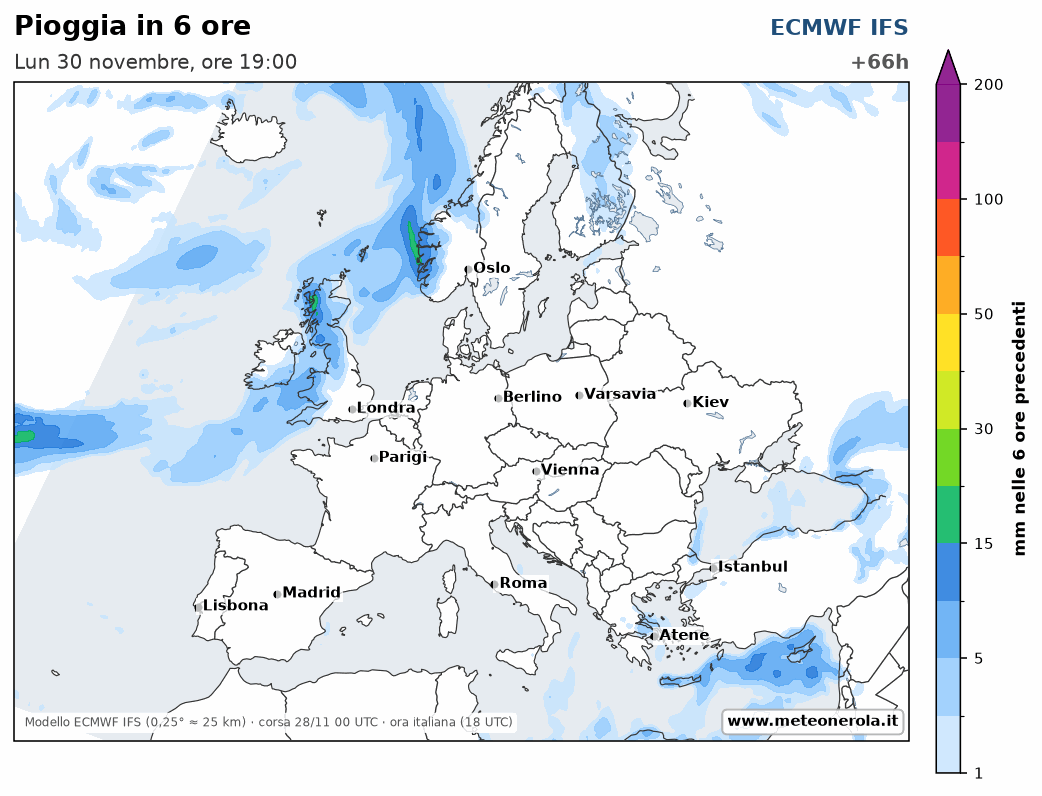 Pioggia in 6 ore
ECMWF IFS
Lun 30 novembre, ore 19:00
+66h
200
100
50
30
15
5
1
mm nelle 6 ore precedenti
Oslo
Berlino
Varsavia
Kiev
Londra
Parigi
Vienna
Istanbul
Roma
Madrid
Lisbona
Atene
Modello ECMWF IFS (0,25° ≈ 25 km) · corsa 28/11 00 UTC · ora italiana (18 UTC)
www.meteonerola.it